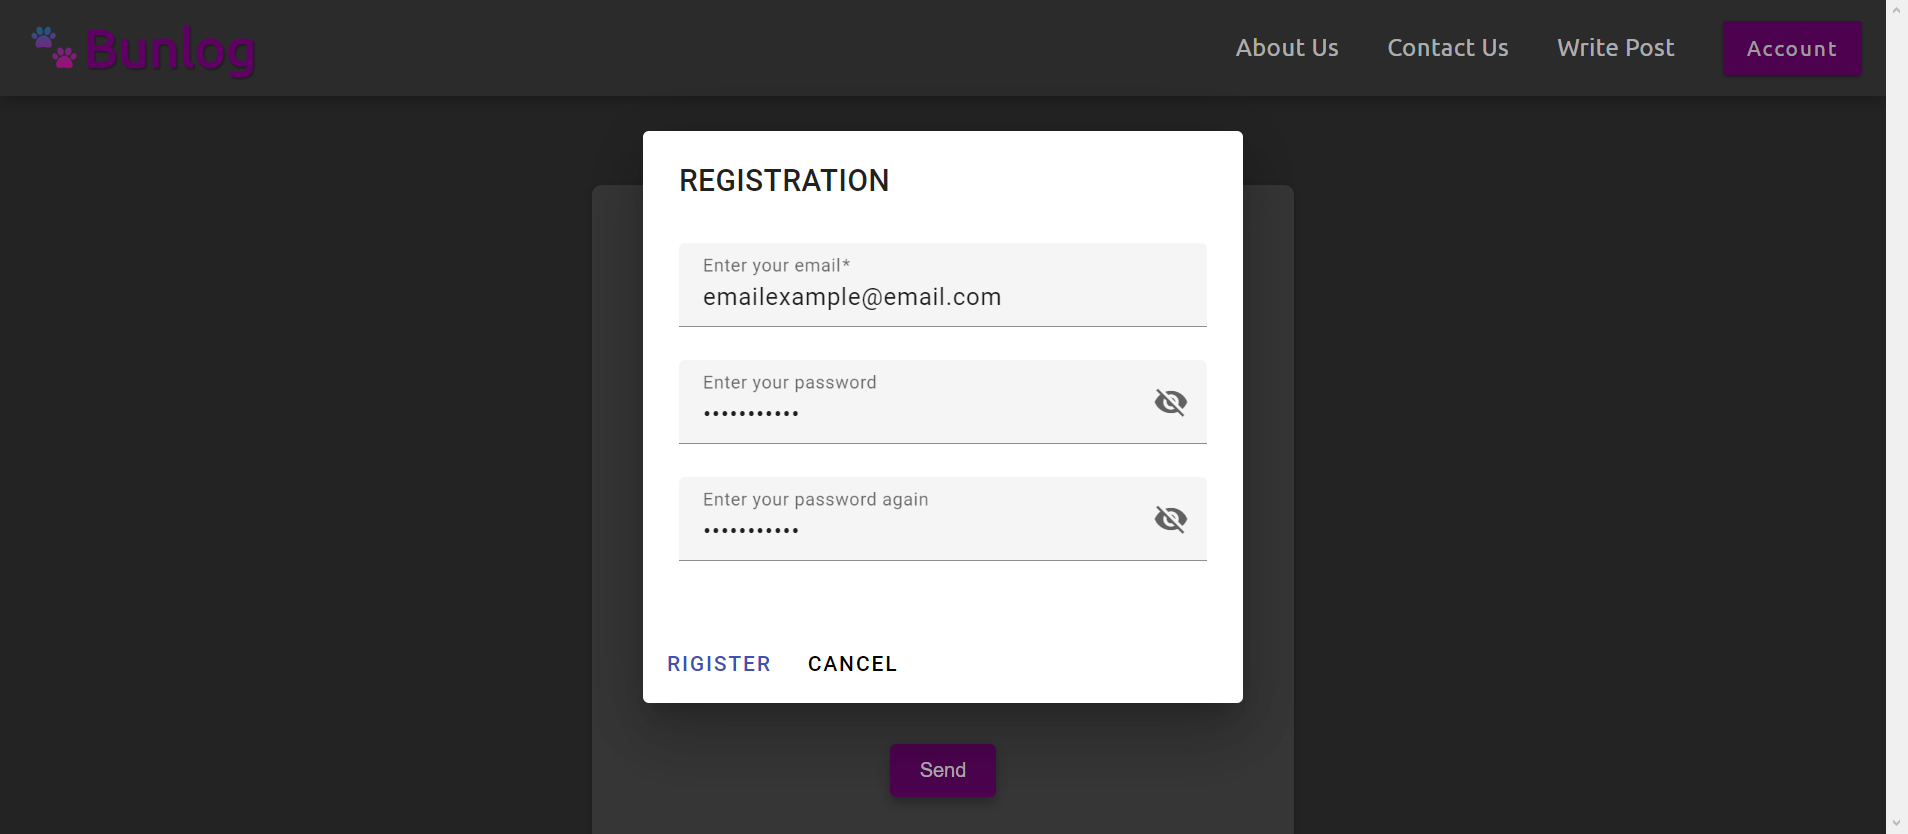 Bunlog
About Us
Contact Us
Write Post
Account
REGISTRATION
Enter your email*
emailexample@email.com
Enter your password
•••••••••••
Enter your password again
•••••••••••
RIGISTER
CANCEL
Send